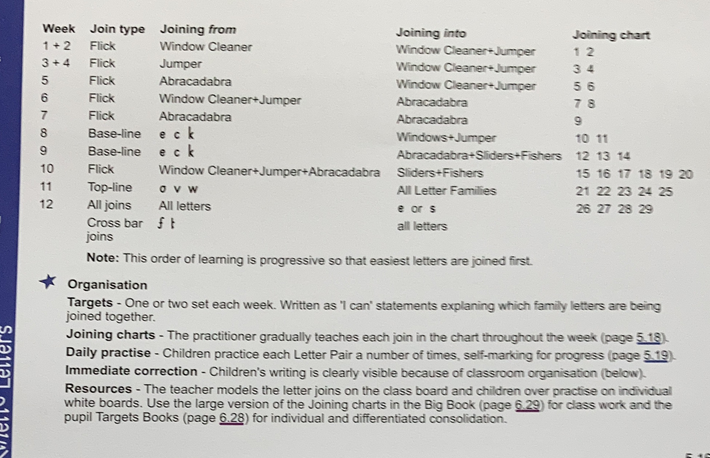 Week Join type Joining from Joining into Joining chart
1 + 2 Flick Window Cleaner Window Cleaner+Jumper 1 2
3 + 4 Flick Jumper Window Cleaner+Jumper 3 4
5 Flick Abracadabra Window Cleaner+Jumper 5 6
6 Flick Window Cleaner+Jumper Abracadabra 7 8
7 Flick Abracadabra Abracadabra 9
8 Base-line e c k Windows+Jumper 10 11
9 Base-line e c k Abracadabra+Sliders+Fishers 12 13 14
10 Flick Window Cleaner+Jumper+Abracadabra Sliders+Fishers 15 16 17 18 19 20
11 Top-line o v w All Letter Families 21 22 23 24 25
12 All joins All letters e or s 26 27 28 29
Cross bar f t all letters
joins
Note: This order of learning is progressive so that easiest letters are joined first.
Organisation
Targets - One or two set each week. Written as 'I can' statements explaning which family letters are being
joined together.
Joining charts - The practitioner gradually teaches each join in the chart throughout the week (page 5.18).
Daily practise - Children practice each Letter Pair a number of times, self-marking for progress (page 5.19).
Immediate correction - Children's writing is clearly visible because of classroom organisation (below).
Resources - The teacher models the letter joins on the class board and children over practise on individual
white boards. Use the large version of the Joining charts in the Big Book (page 6.29) for class work and the
pupil Targets Books (page 6.28) for individual and differentiated consolidation.
Letters